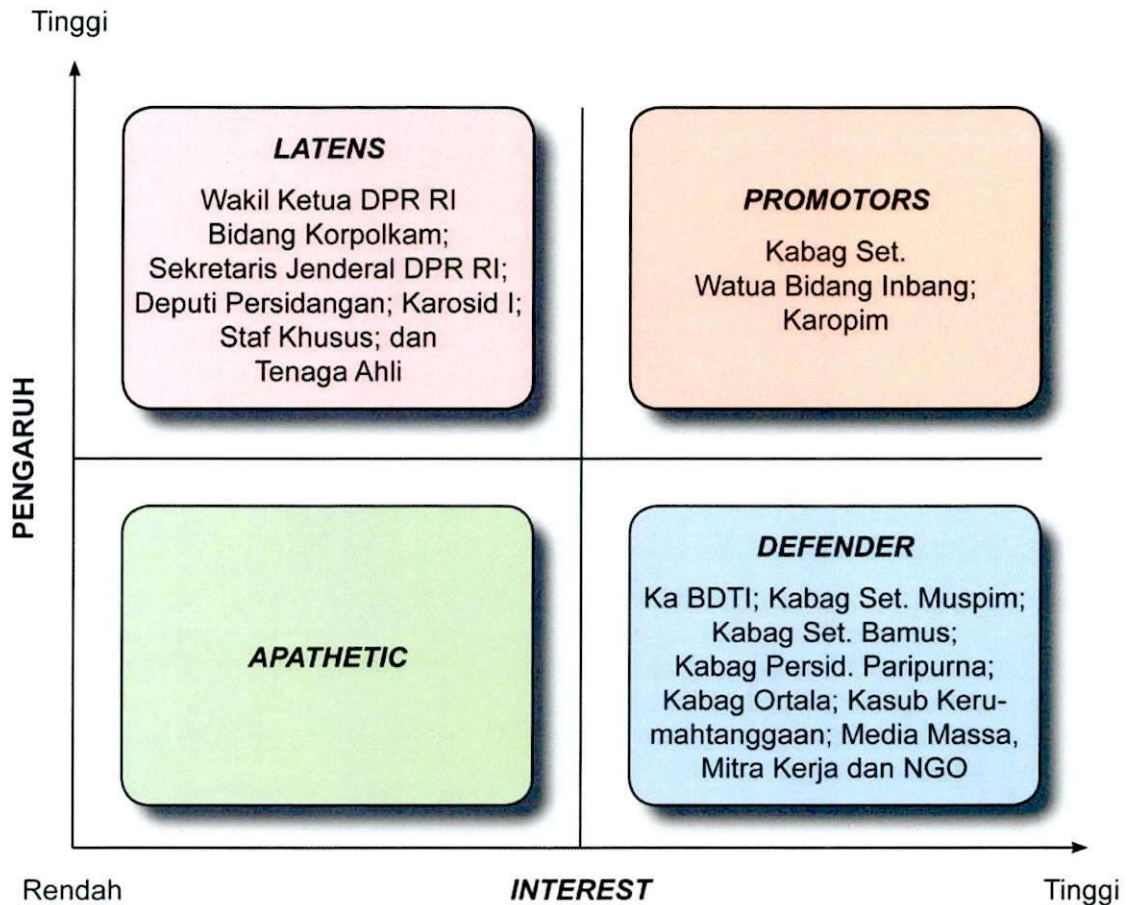 Tinggi
LATENS
Wakil Ketua DPR RI
Bidang Korpolkam;
Sekretaris Jenderal DPR RI;
Deputi Persidangan; Karosid I;
Staf Khusus; dan
Tenaga Ahli
PROMOTORS
Kabag Set.
Watua Bidang Inbang;
Karopim
PENGARUH
APATHETIC
DEFENDER
Ka BDTI; Kabag Set. Muspim;
Kabag Set. Bamus;
Kabag Persid. Paripurna;
Kabag Ortala; Kasub Keru-
mahtanggaan; Media Massa,
Mitra Kerja dan NGO
Rendah
INTEREST
Tinggi